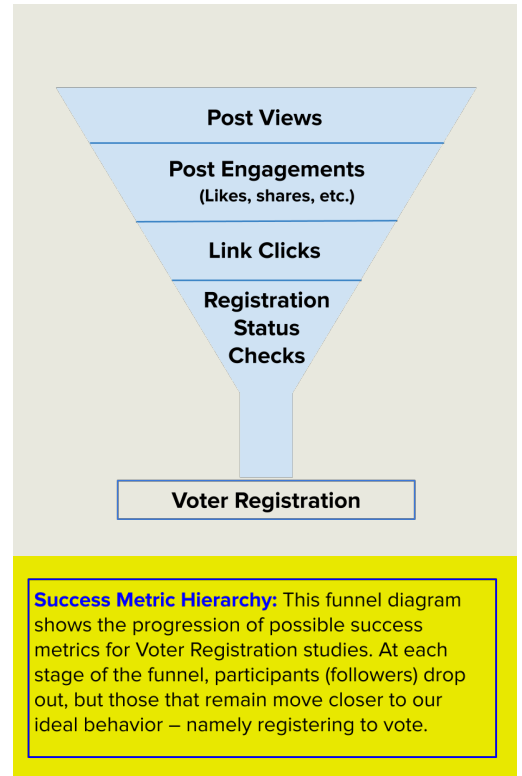 Post Views
Post Engagements
(Likes, shares, etc.)
Link Clicks
Registration
Status
Checks
Voter Registration
Success Metric Hierarchy: This funnel diagram
shows the progression of possible success
metrics for Voter Registration studies. At each
stage of the funnel, participants (followers) drop
out, but those that remain move closer to our
ideal behavior – namely registering to vote.